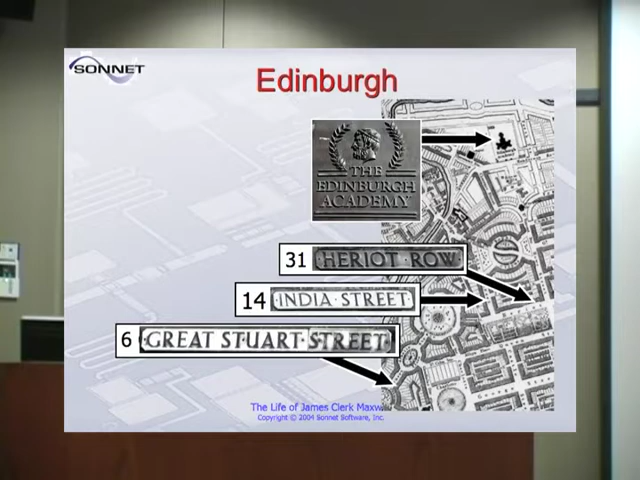 SONNET
Edinburgh
THE
EDINBURGH
ACADEMY
31 HERIOT ROW
14 INDIA STREET
6 GREAT STUART STREET
The Life of James Clerk Maxw
Copyright © 2004 Sonnet Software, Inc.